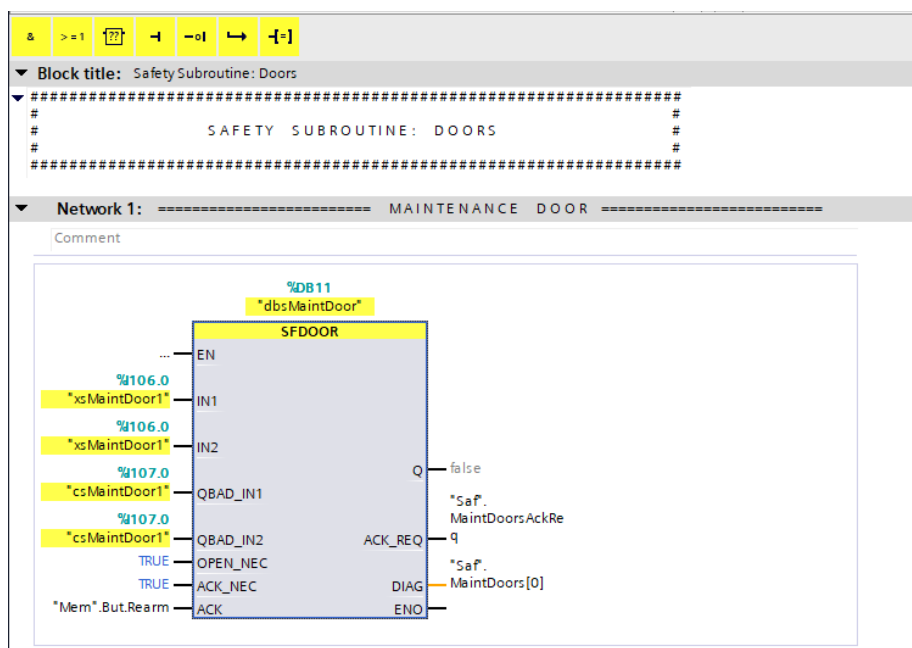 & >=1 ?? ⊣ -oI ↦ -[=]
Block title: Safety Subroutine: Doors
###################################################################
# #
# SAFETY SUBROUTINE: DOORS #
# #
###################################################################
Network 1: ========================= MAINTENANCE DOOR ==========================
Comment
%DB11
"dbsMaintDoor"
SFDOOR
... EN
%I106.0
"xsMaintDoor1" IN1
%I106.0
"xsMaintDoor1" IN2
%I107.0
"csMaintDoor1" QBAD_IN1
%I107.0
"csMaintDoor1" QBAD_IN2
TRUE OPEN_NEC
TRUE ACK_NEC
"Mem".But.Rearm ACK
Q false
"Saf".
MaintDoorsAckRe
ACK_REQ q
"Saf".
DIAG MaintDoors[0]
ENO